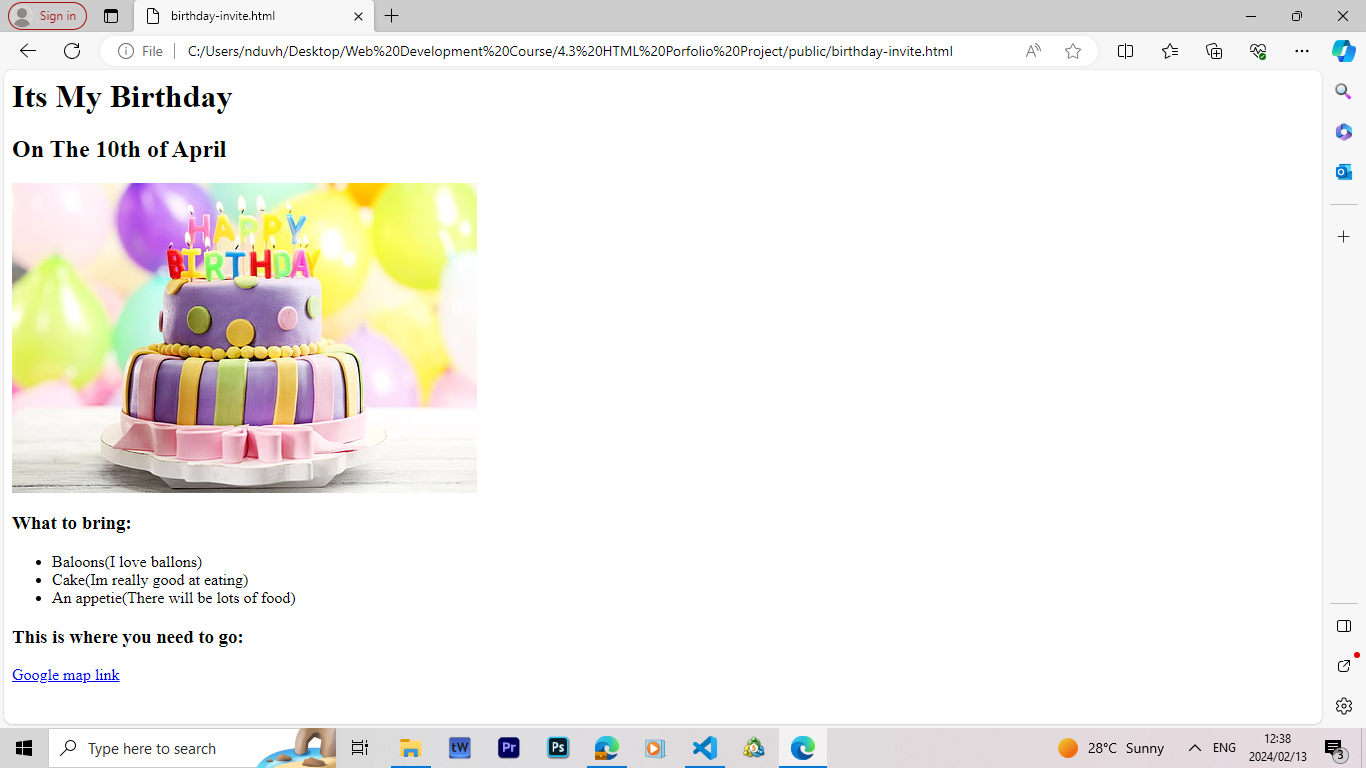 Sign in
birthday-invite.html
File
C:/Users/nduvh/Desktop/Web%20Development%20Course/4.3%20HTML%20Porfolio%20Project/public/birthday-invite.html
Its My Birthday
On The 10th of April
HAPPY
BIRTHDAY
What to bring:
Baloons(I love ballons)
Cake(Im really good at eating)
An appetie(There will be lots of food)
This is where you need to go:
Google map link
Type here to search
tW
Pr
Ps
28°C Sunny
ENG
12:38
2024/02/13
3